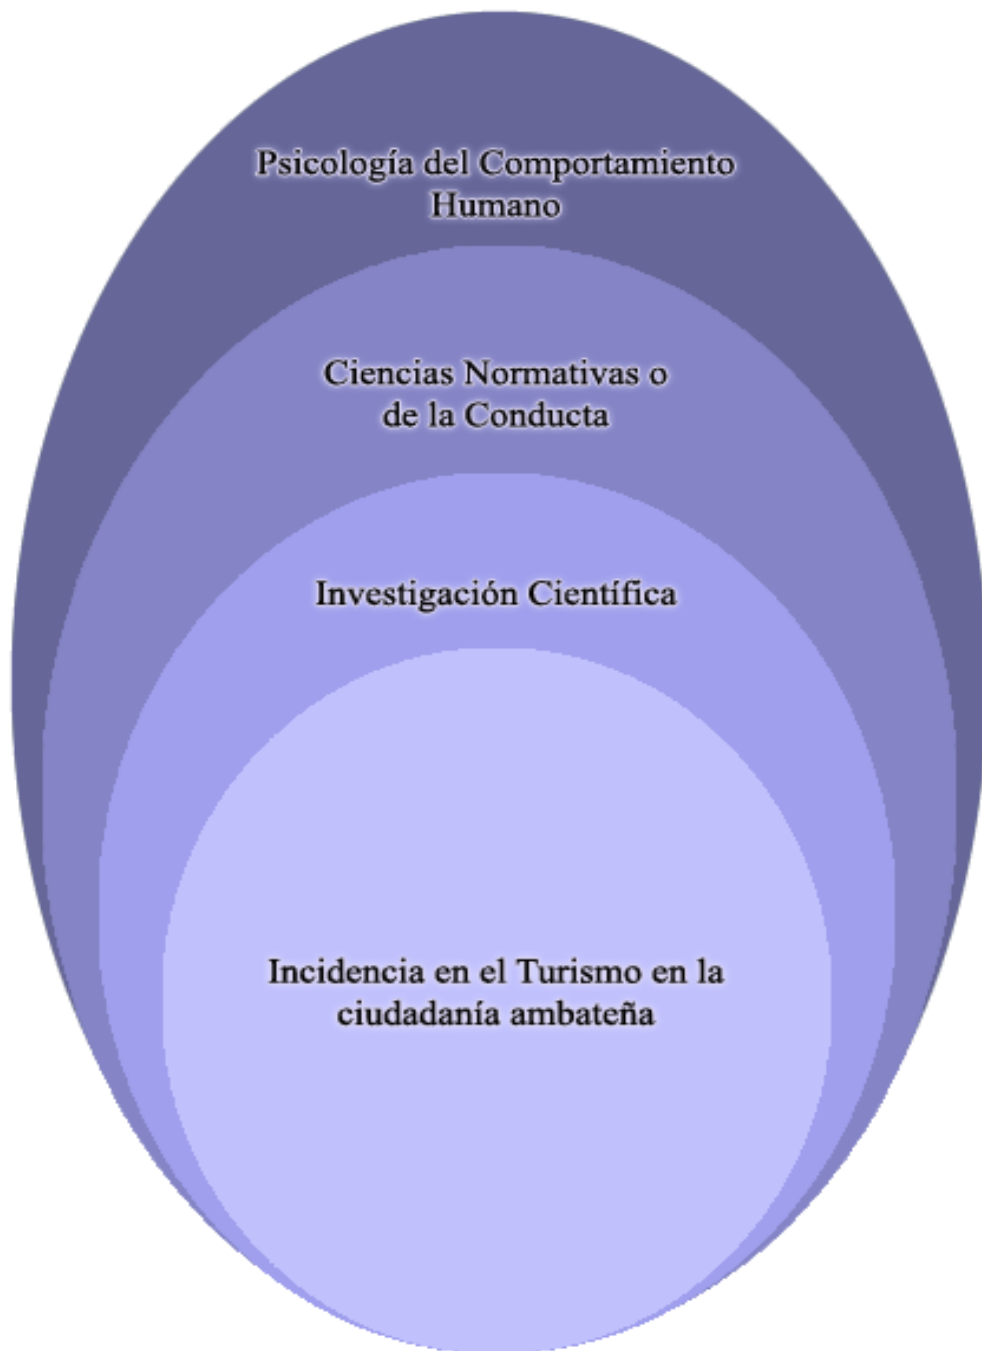 Psicología del Comportamiento
Humano
Ciencias Normativas o
de la Conducta
Investigación Científica
Incidencia en el Turismo en la
ciudadanía ambateña